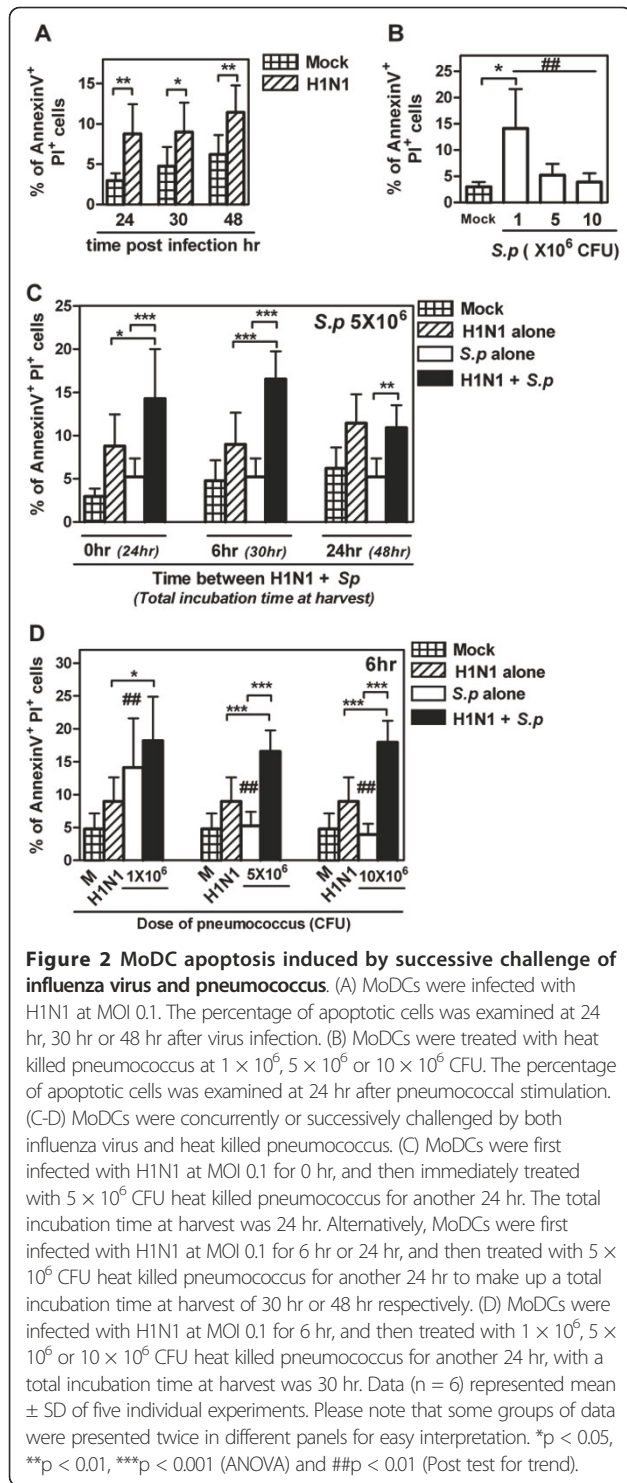 A
% of AnnexinV⁺
PI⁺ cells
15
10
5
0
** * **
24 30 48
time post infection hr
Mock
H1N1
B
% of AnnexinV⁺
PI⁺ cells
25
20
15
10
5
0
* ##
Mock 1 5 10
S.p ( X10⁶ CFU)
C
% of AnnexinV⁺ PI⁺ cells
25
20
15
10
5
0
S.p 5X10⁶
* *** *** *** **
Mock
H1N1 alone
S.p alone
H1N1 + S.p
0hr (24hr) 6hr (30hr) 24hr (48hr)
Time between H1N1 + Sp
(Total incubation time at harvest)
D
% of AnnexinV⁺ PI⁺ cells
30
25
20
15
10
5
0
6hr
* ## *** *** ## *** *** ##
Mock
H1N1 alone
S.p alone
H1N1 + S.p
M H1N1 1X10⁶ M H1N1 5X10⁶ M H1N1 10X10⁶
Dose of pneumococcus (CFU)
Figure 2 MoDC apoptosis induced by successive challenge of
influenza virus and pneumococcus. (A) MoDCs were infected with
H1N1 at MOI 0.1. The percentage of apoptotic cells was examined at 24
hr, 30 hr or 48 hr after virus infection. (B) MoDCs were treated with heat
killed pneumococcus at 1 × 10⁶, 5 × 10⁶ or 10 × 10⁶ CFU. The percentage
of apoptotic cells was examined at 24 hr after pneumococcal stimulation.
(C-D) MoDCs were concurrently or successively challenged by both
influenza virus and heat killed pneumococcus. (C) MoDCs were first
infected with H1N1 at MOI 0.1 for 0 hr, and then immediately treated
with 5 × 10⁶ CFU heat killed pneumococcus for another 24 hr. The total
incubation time at harvest was 24 hr. Alternatively, MoDCs were first
infected with H1N1 at MOI 0.1 for 6 hr or 24 hr, and then treated with 5 ×
10⁶ CFU heat killed pneumococcus for another 24 hr to make up a total
incubation time at harvest of 30 hr or 48 hr respectively. (D) MoDCs were
infected with H1N1 at MOI 0.1 for 6 hr, and then treated with 1 × 10⁶, 5 ×
10⁶ or 10 × 10⁶ CFU heat killed pneumococcus for another 24 hr, with a
total incubation time at harvest was 30 hr. Data (n = 6) represented mean
± SD of five individual experiments. Please note that some groups of data
were presented twice in different panels for easy interpretation. *p < 0.05,
**p < 0.01, ***p < 0.001 (ANOVA) and ##p < 0.01 (Post test for trend).